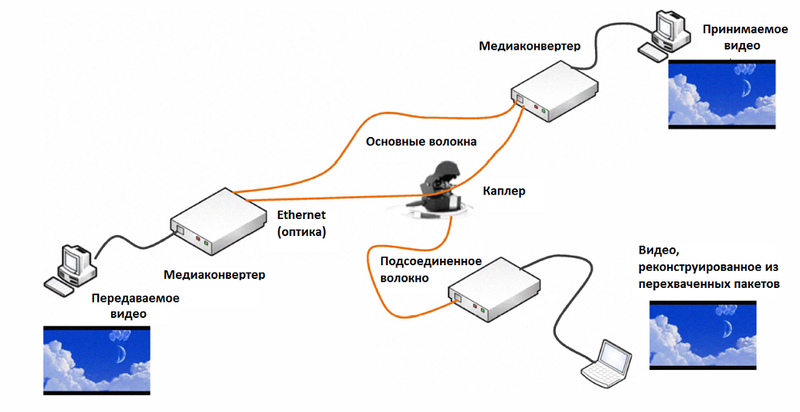 Медиаконвертер
Принимаемое
видео
Основные волокна
Каплер
Ethernet
(оптика)
Медиаконвертер
Передаваемое
видео
Подсоединенное
волокно
Видео,
реконструированное из
перехваченных пакетов